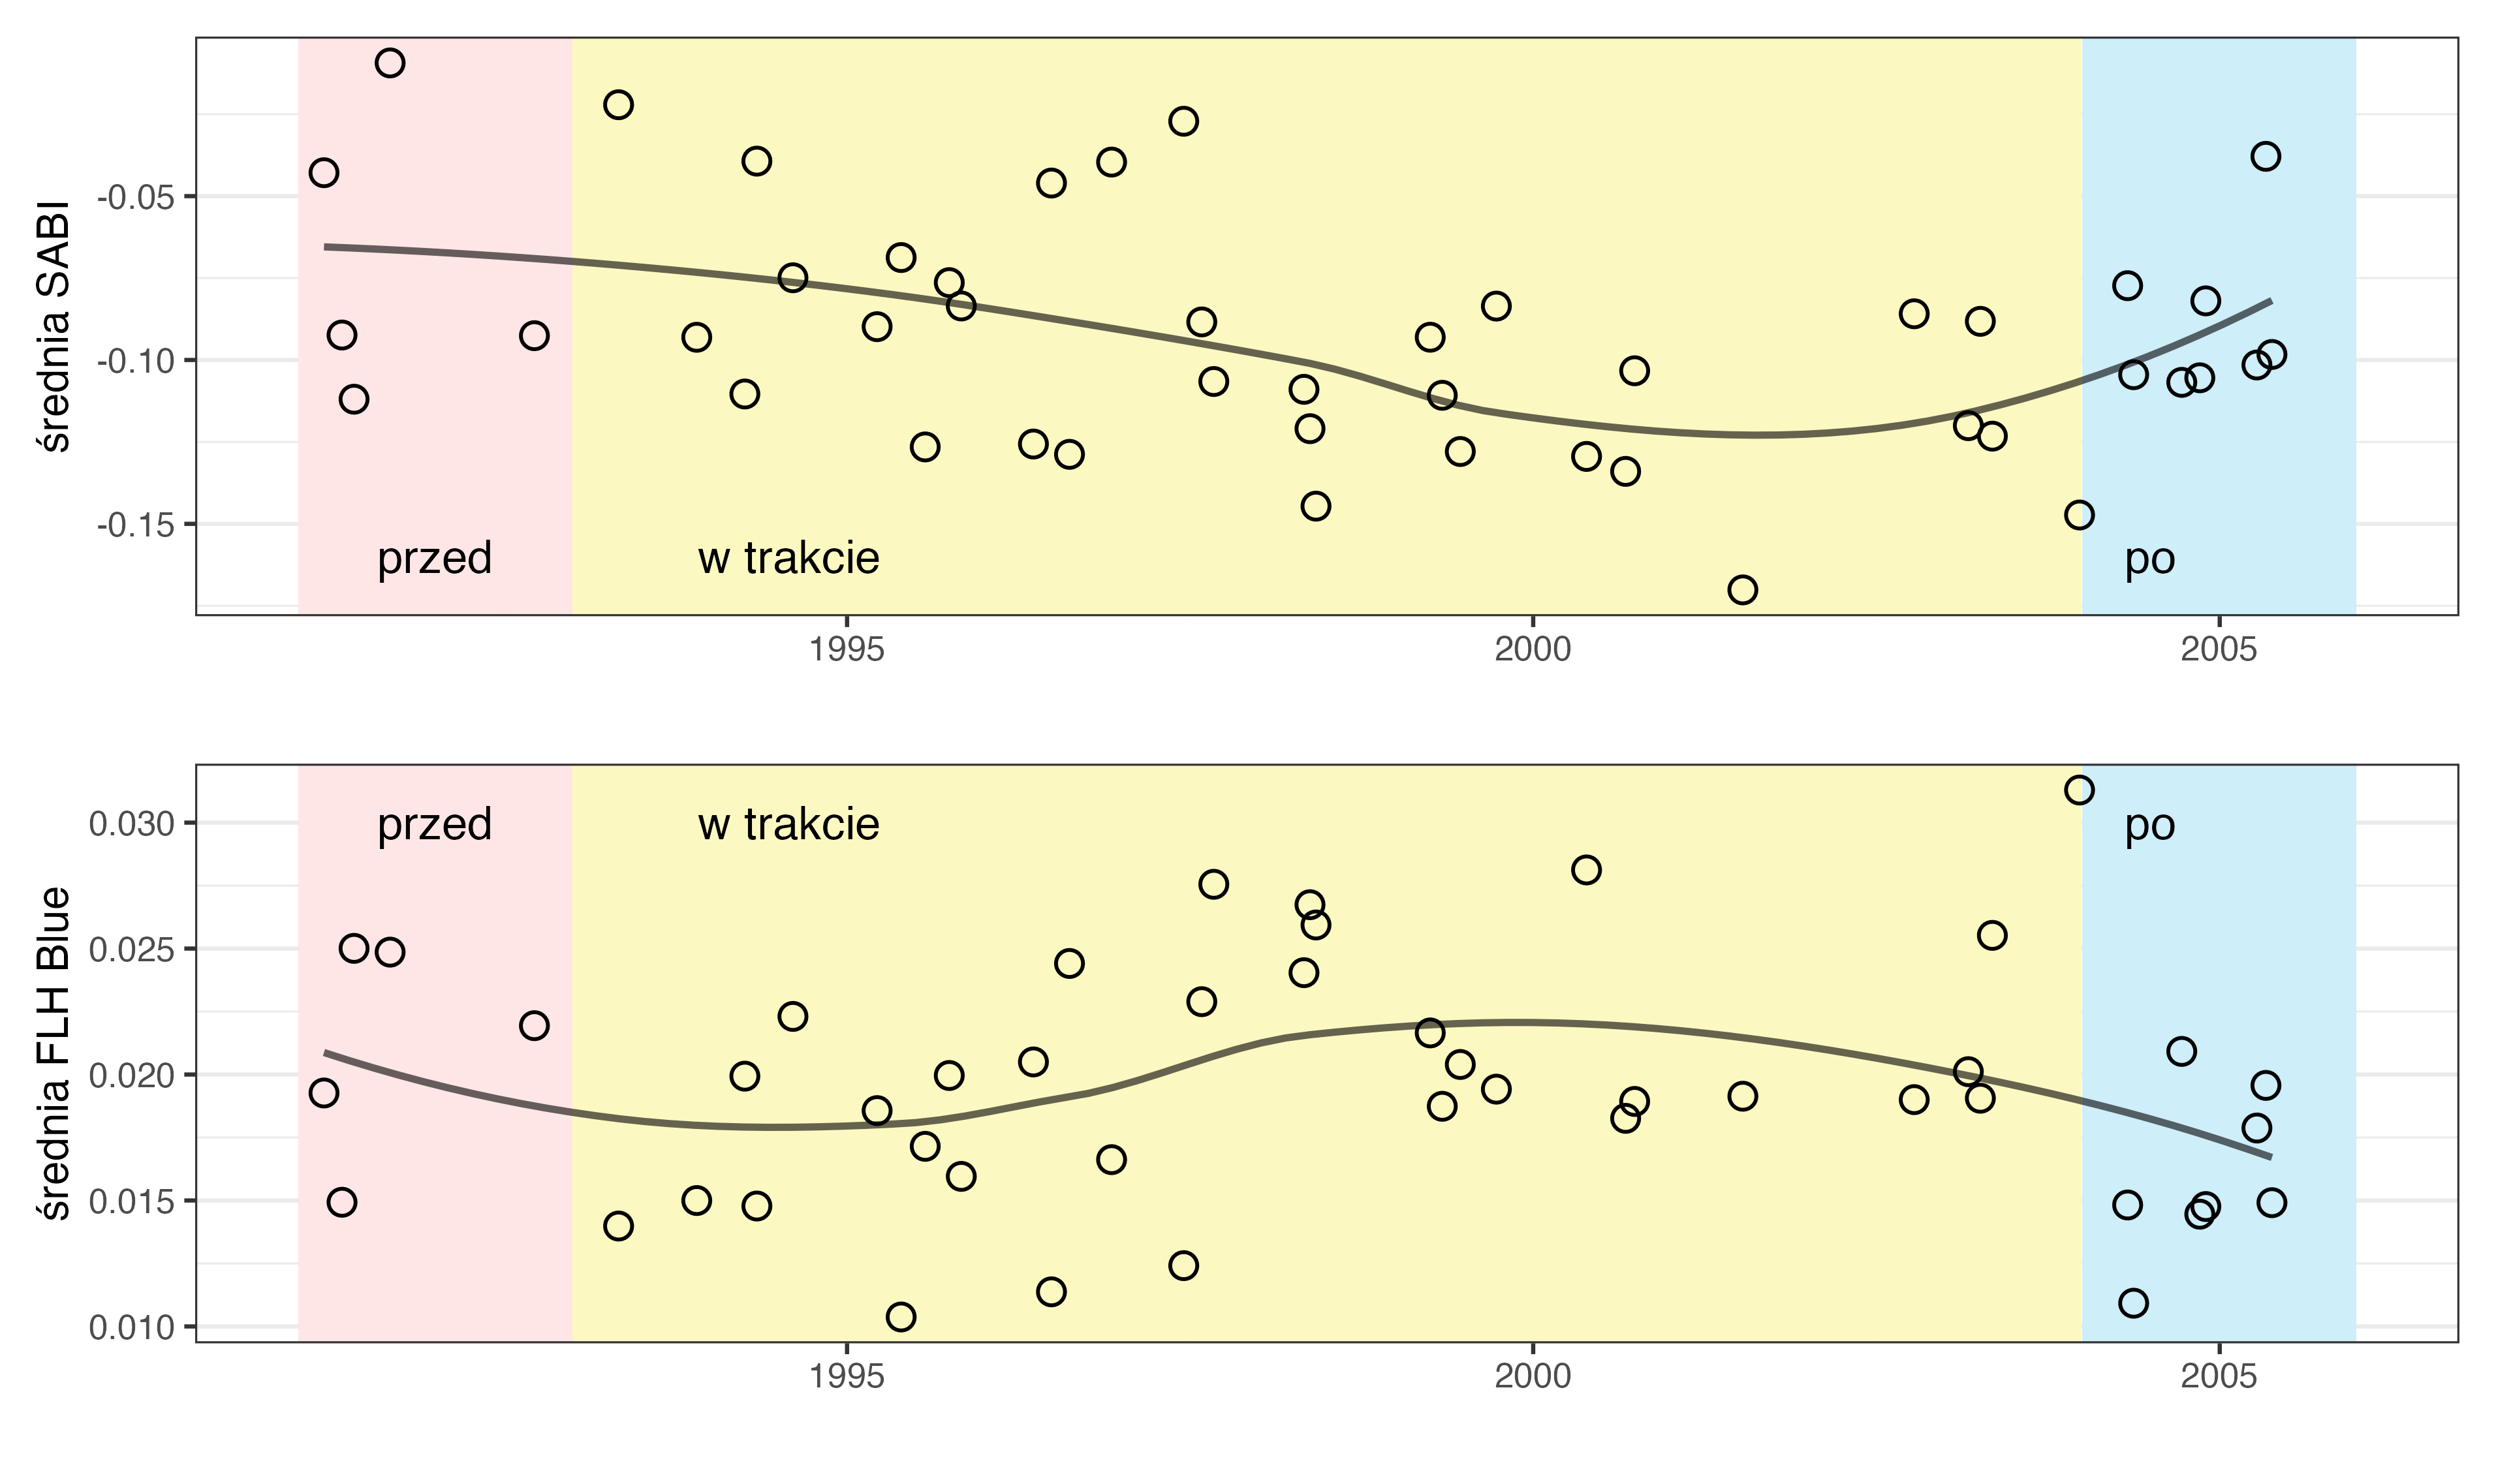 średnia SABI
-0.05
-0.10
-0.15
przed
w trakcie
po
1995
2000
2005
średnia FLH Blue
0.030
0.025
0.020
0.015
0.010
przed
w trakcie
po
1995
2000
2005